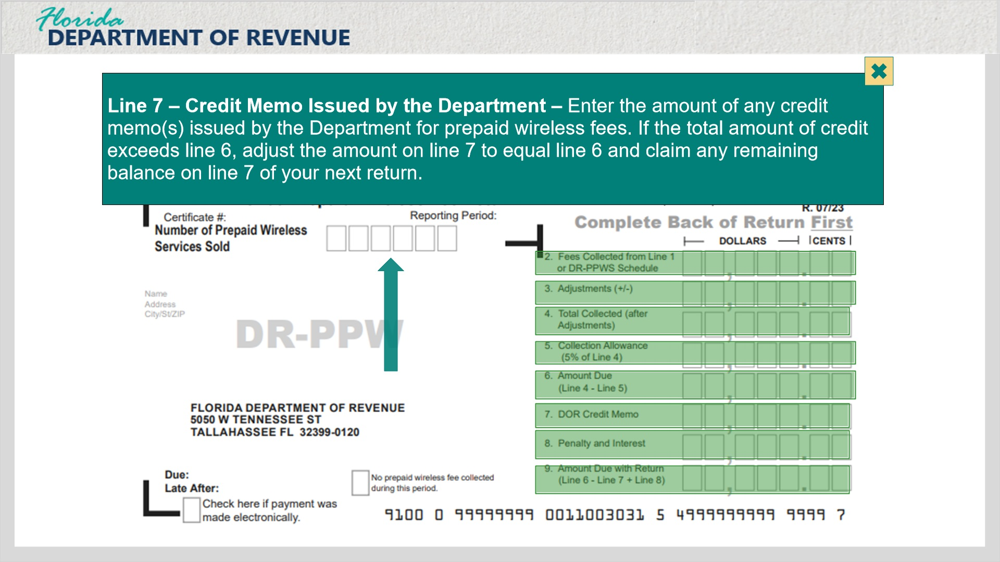 Florida
DEPARTMENT OF REVENUE
Line 7 – Credit Memo Issued by the Department – Enter the amount of any credit
memo(s) issued by the Department for prepaid wireless fees. If the total amount of credit
exceeds line 6, adjust the amount on line 7 to equal line 6 and claim any remaining
balance on line 7 of your next return.
R. 07/23
Certificate #:
Reporting Period:
Number of Prepaid Wireless
Services Sold
Complete Back of Return First
DOLLARS CENTS
2. Fees Collected from Line 1
or DR-PPWS Schedule
3. Adjustments (+/-)
4. Total Collected (after
Adjustments)
5. Collection Allowance
(5% of Line 4)
6. Amount Due
(Line 4 - Line 5)
7. DOR Credit Memo
8. Penalty and Interest
9. Amount Due with Return
(Line 6 - Line 7 + Line 8)
Name
Address
City/St/ZIP
DR-PPW
FLORIDA DEPARTMENT OF REVENUE
5050 W TENNESSEE ST
TALLAHASSEE FL 32399-0120
Due:
Late After:
Check here if payment was
made electronically.
No prepaid wireless fee collected
during this period.
9100 0 99999999 0011003031 5 4999999999 9999 7